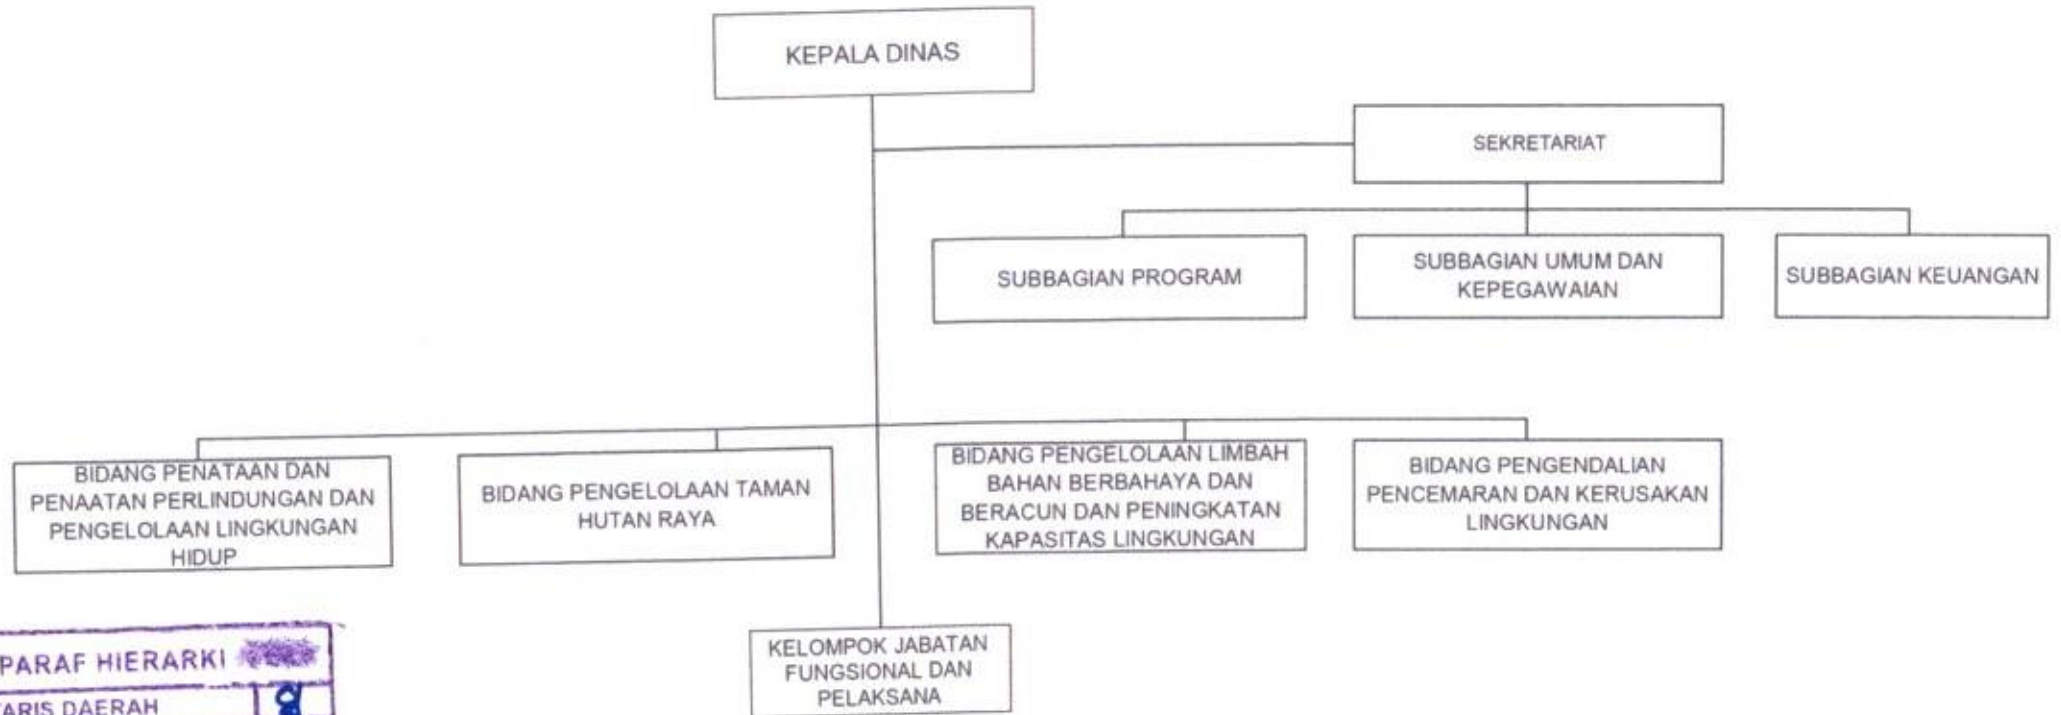 KEPALA DINAS
SEKRETARIAT
SUBBAGIAN PROGRAM
SUBBAGIAN UMUM DAN
KEPEGAWAIAN
SUBBAGIAN KEUANGAN
BIDANG PENATAAN DAN
PENAATAN PERLINDUNGAN DAN
PENGELOLAAN LINGKUNGAN
HIDUP
BIDANG PENGELOLAAN TAMAN
HUTAN RAYA
BIDANG PENGELOLAAN LIMBAH
BAHAN BERBAHAYA DAN
BERACUN DAN PENINGKATAN
KAPASITAS LINGKUNGAN
BIDANG PENGENDALIAN
PENCEMARAN DAN KERUSAKAN
LINGKUNGAN
KELOMPOK JABATAN
FUNGSIONAL DAN
PELAKSANA
PARAF HIERARKI
TARIS DAERAH